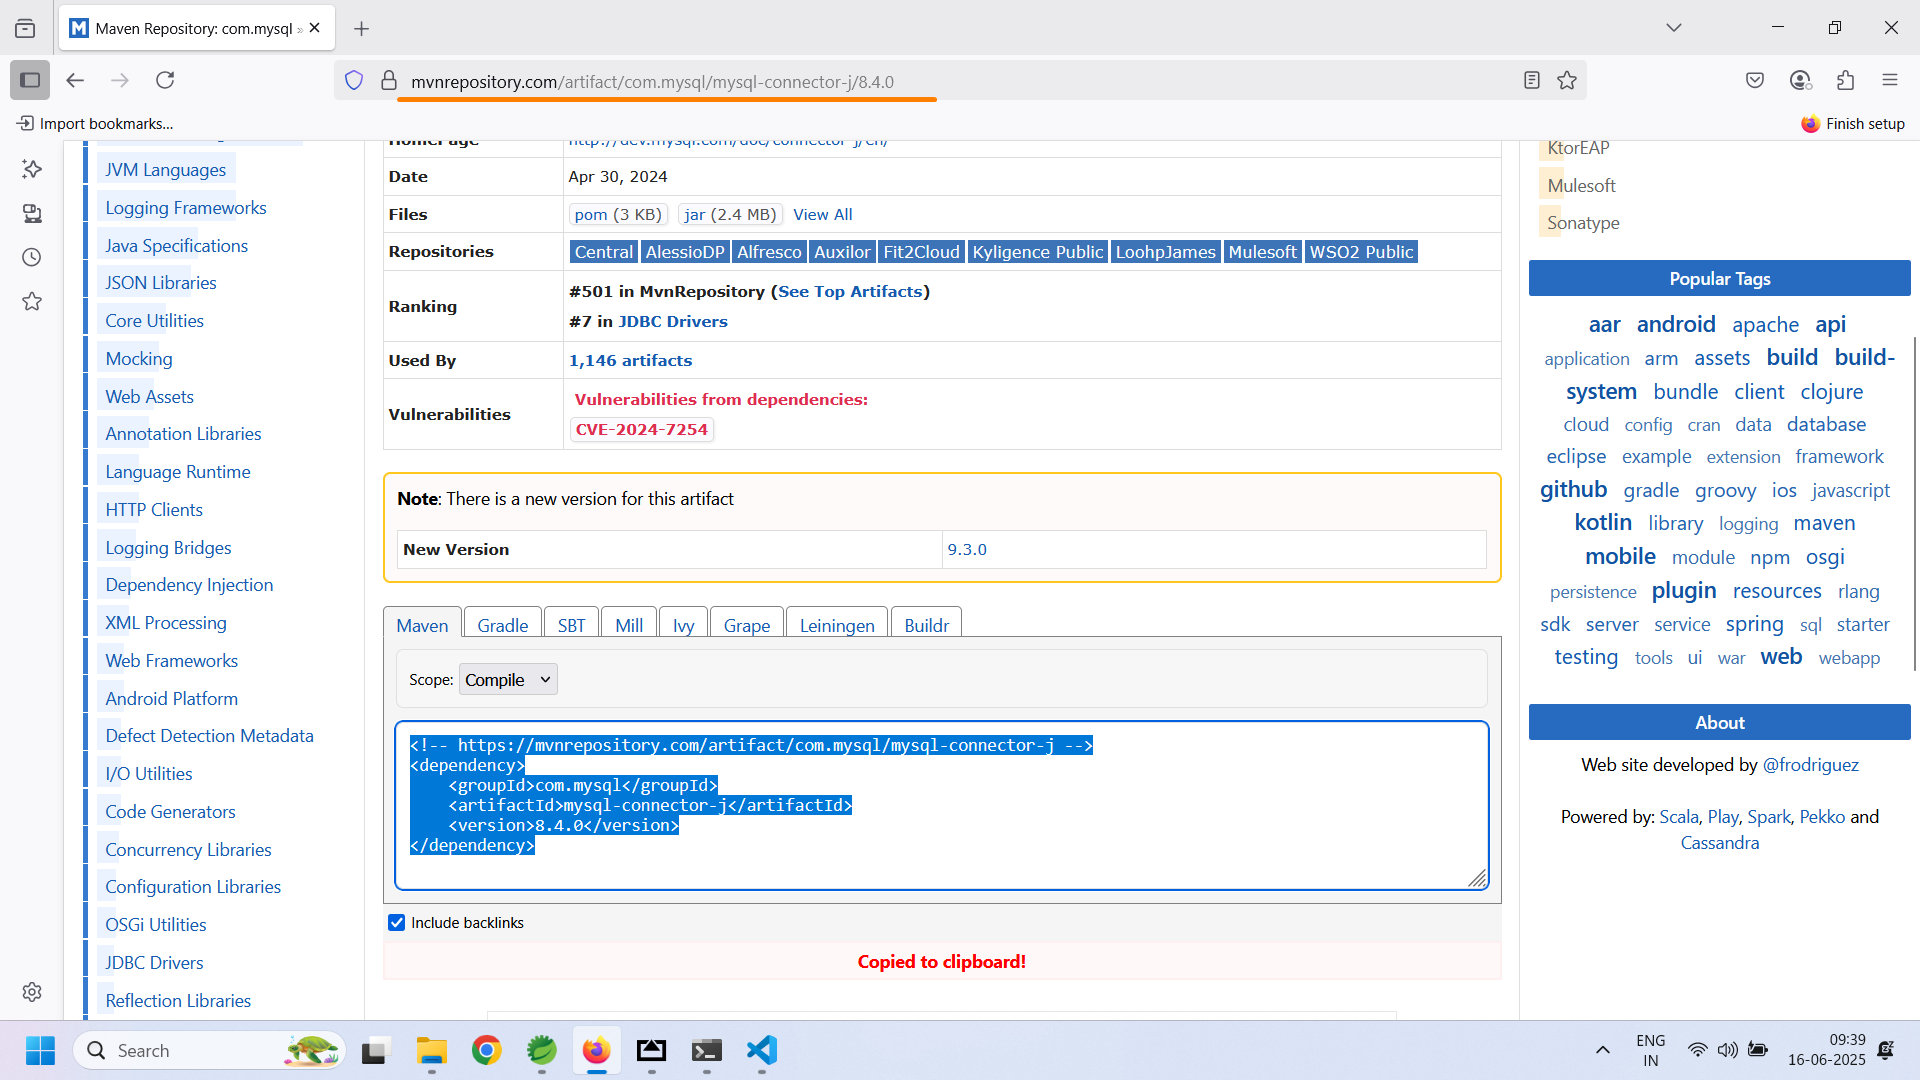 Maven Repository: com.mysql »
mvnrepository.com/artifact/com.mysql/mysql-connector-j/8.4.0
Import bookmarks...
Finish setup
JVM Languages
Logging Frameworks
Java Specifications
JSON Libraries
Core Utilities
Mocking
Web Assets
Annotation Libraries
Language Runtime
HTTP Clients
Logging Bridges
Dependency Injection
XML Processing
Web Frameworks
Android Platform
Defect Detection Metadata
I/O Utilities
Code Generators
Concurrency Libraries
Configuration Libraries
OSGi Utilities
JDBC Drivers
Reflection Libraries
HomePage http://dev.mysql.com/doc/connector-j/en/
Date Apr 30, 2024
Files pom (3 KB) jar (2.4 MB) View All
Repositories Central AlessioDP Alfresco Auxilor Fit2Cloud Kyligence Public LoohpJames Mulesoft WSO2 Public
Ranking
#501 in MvnRepository (See Top Artifacts)
#7 in JDBC Drivers
Used By 1,146 artifacts
Vulnerabilities
Vulnerabilities from dependencies:
CVE-2024-7254
Note: There is a new version for this artifact
New Version 9.3.0
Maven Gradle SBT Mill Ivy Grape Leiningen Buildr
Scope: Compile
<!-- https://mvnrepository.com/artifact/com.mysql/mysql-connector-j -->
<dependency>
    <groupId>com.mysql</groupId>
    <artifactId>mysql-connector-j</artifactId>
    <version>8.4.0</version>
</dependency>
Include backlinks
Copied to clipboard!
KtorEAP
Mulesoft
Sonatype
Popular Tags
aar android apache api
application arm assets build build-
system bundle client clojure
cloud config cran data database
eclipse example extension framework
github gradle groovy ios javascript
kotlin library logging maven
mobile module npm osgi
persistence plugin resources rlang
sdk server service spring sql starter
testing tools ui war web webapp
About
Web site developed by @frodriguez
Powered by: Scala, Play, Spark, Pekko and
Cassandra
Search
ENG
IN
09:39
16-06-2025